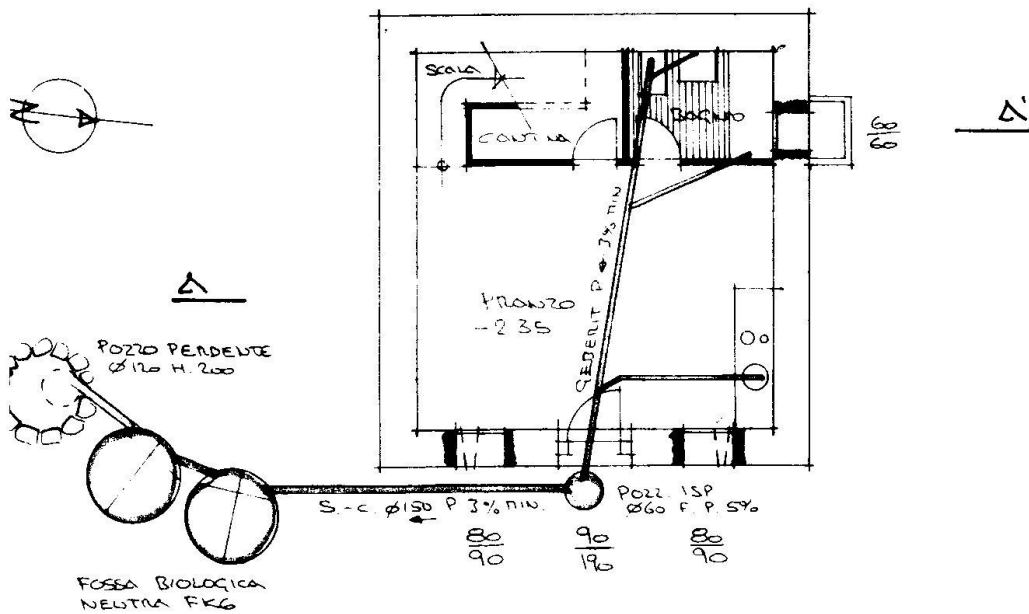 N
SCALA
CANTINA
BAGNO
60
60
A'
A
PRANZO
-2 35
GEBERIT P ← 3% MIN
POZZO PERDENTE
Ø120 H. 200
S.-C. Ø150 P 3% MIN.
←
POZZ. ISP
Ø60 F. P. 5%
80
90
90
190
80
90
FOSSA BIOLOGICA
NEUTRA FK6